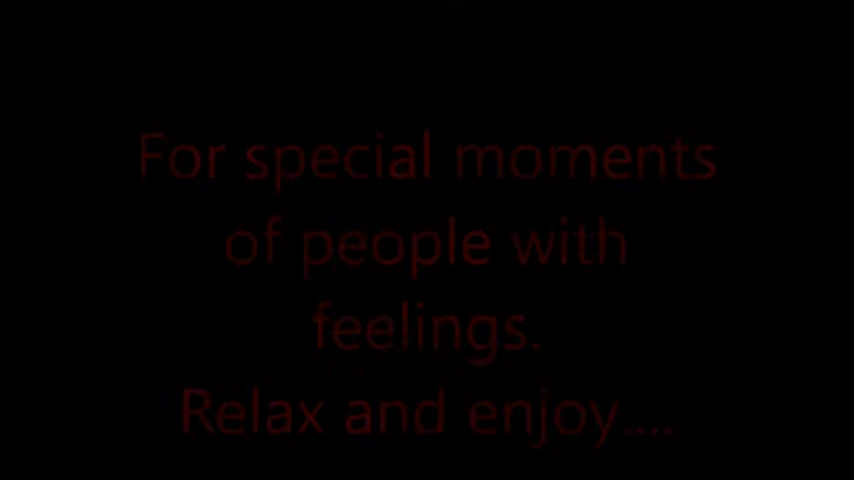 For special moments
of people with
feelings.
Relax and enjoy....